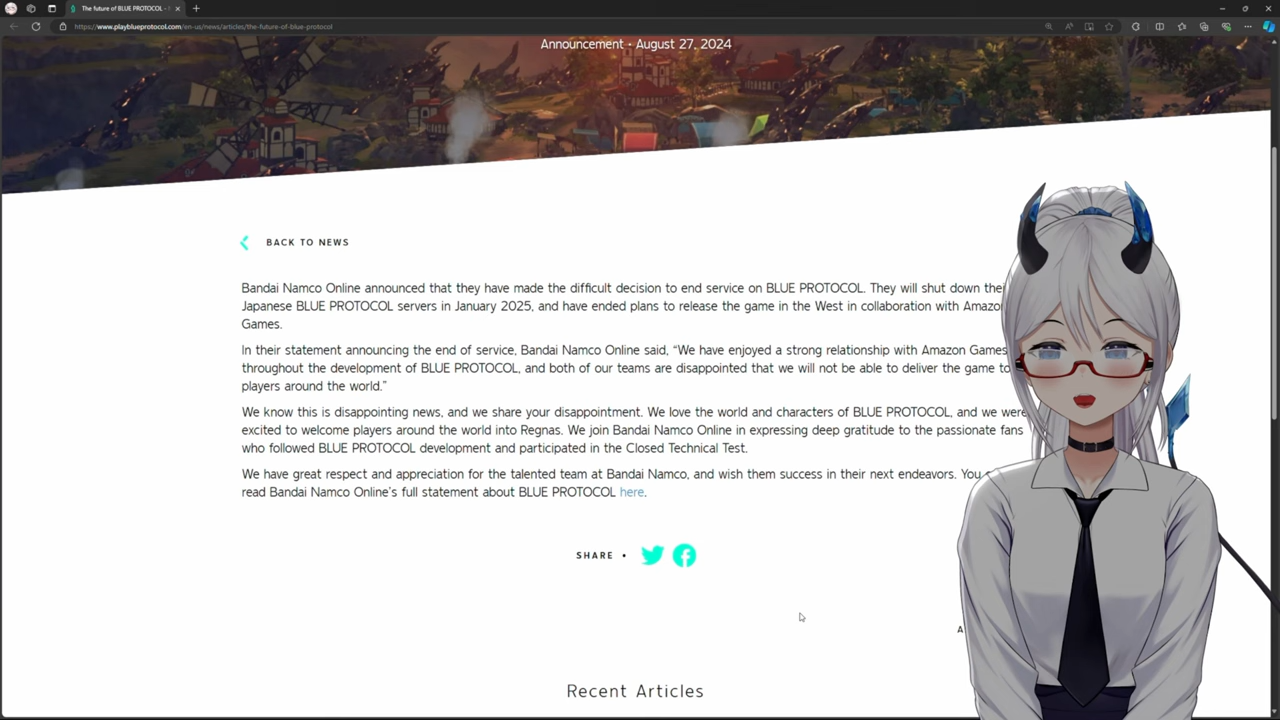 The future of BLUE PROTOCOL - 
https://www.playblueprotocol.com/en-us/news/articles/the-future-of-blue-protocol
Announcement • August 27, 2024
BACK TO NEWS
Bandai Namco Online announced that they have made the difficult decision to end service on BLUE PROTOCOL. They will shut down thei
Japanese BLUE PROTOCOL servers in January 2025, and have ended plans to release the game in the West in collaboration with Amazo
Games.
In their statement announcing the end of service, Bandai Namco Online said, “We have enjoyed a strong relationship with Amazon Games
throughout the development of BLUE PROTOCOL, and both of our teams are disappointed that we will not be able to deliver the game to
players around the world.”
We know this is disappointing news, and we share your disappointment. We love the world and characters of BLUE PROTOCOL, and we were
excited to welcome players around the world into Regnas. We join Bandai Namco Online in expressing deep gratitude to the passionate fans
who followed BLUE PROTOCOL development and participated in the Closed Technical Test.
We have great respect and appreciation for the talented team at Bandai Namco, and wish them success in their next endeavors. You
read Bandai Namco Online’s full statement about BLUE PROTOCOL here.
SHARE •
A
Recent Articles